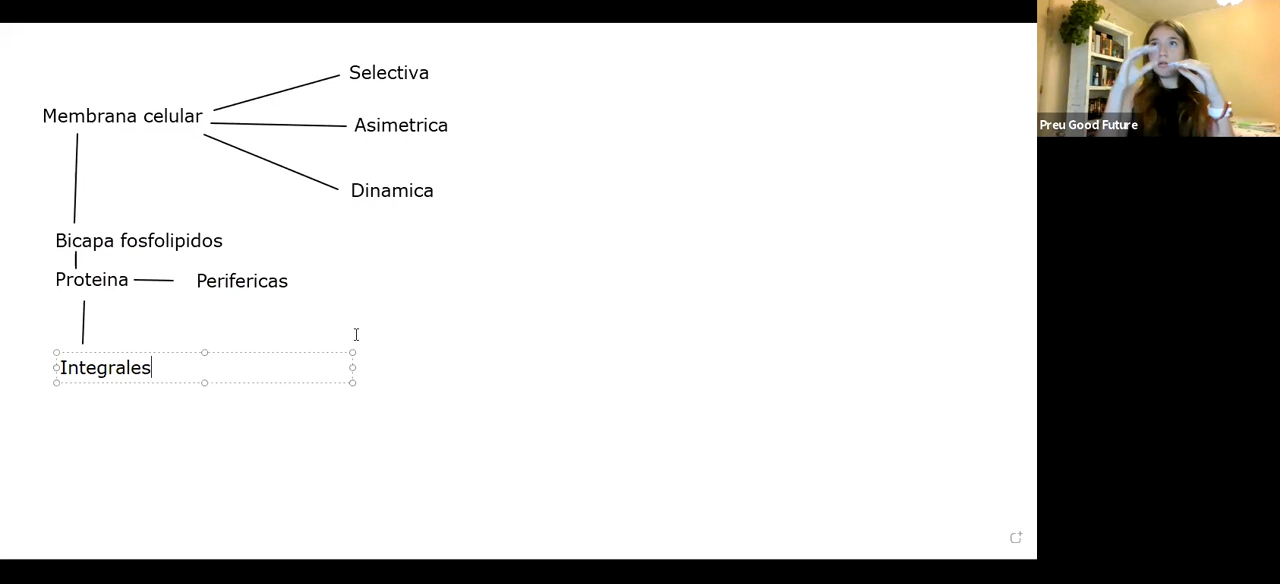 Selectiva
Membrana celular
Asimetrica
Dinamica
Bicapa fosfolipidos
Proteina
Perifericas
Integrales
Preu Good Future